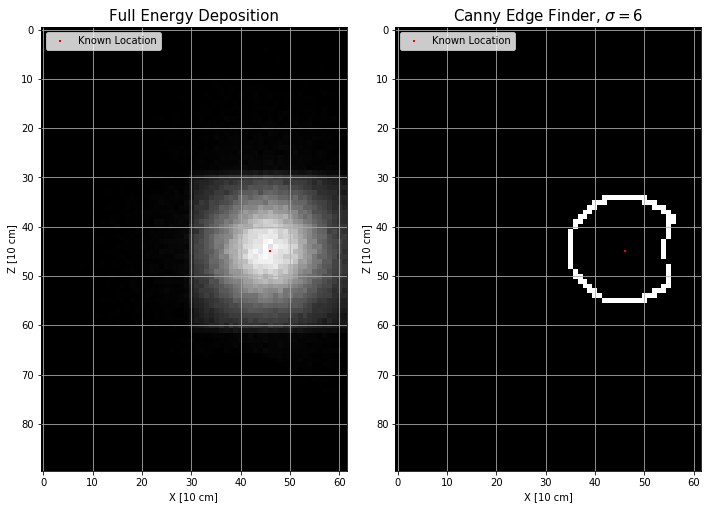 Full Energy Deposition
Known Location
Z [10 cm]
0
10
20
30
40
50
60
70
80
0 10 20 30 40 50 60
X [10 cm]
Canny Edge Finder, σ = 6
Known Location
Z [10 cm]
0
10
20
30
40
50
60
70
80
0 10 20 30 40 50 60
X [10 cm]